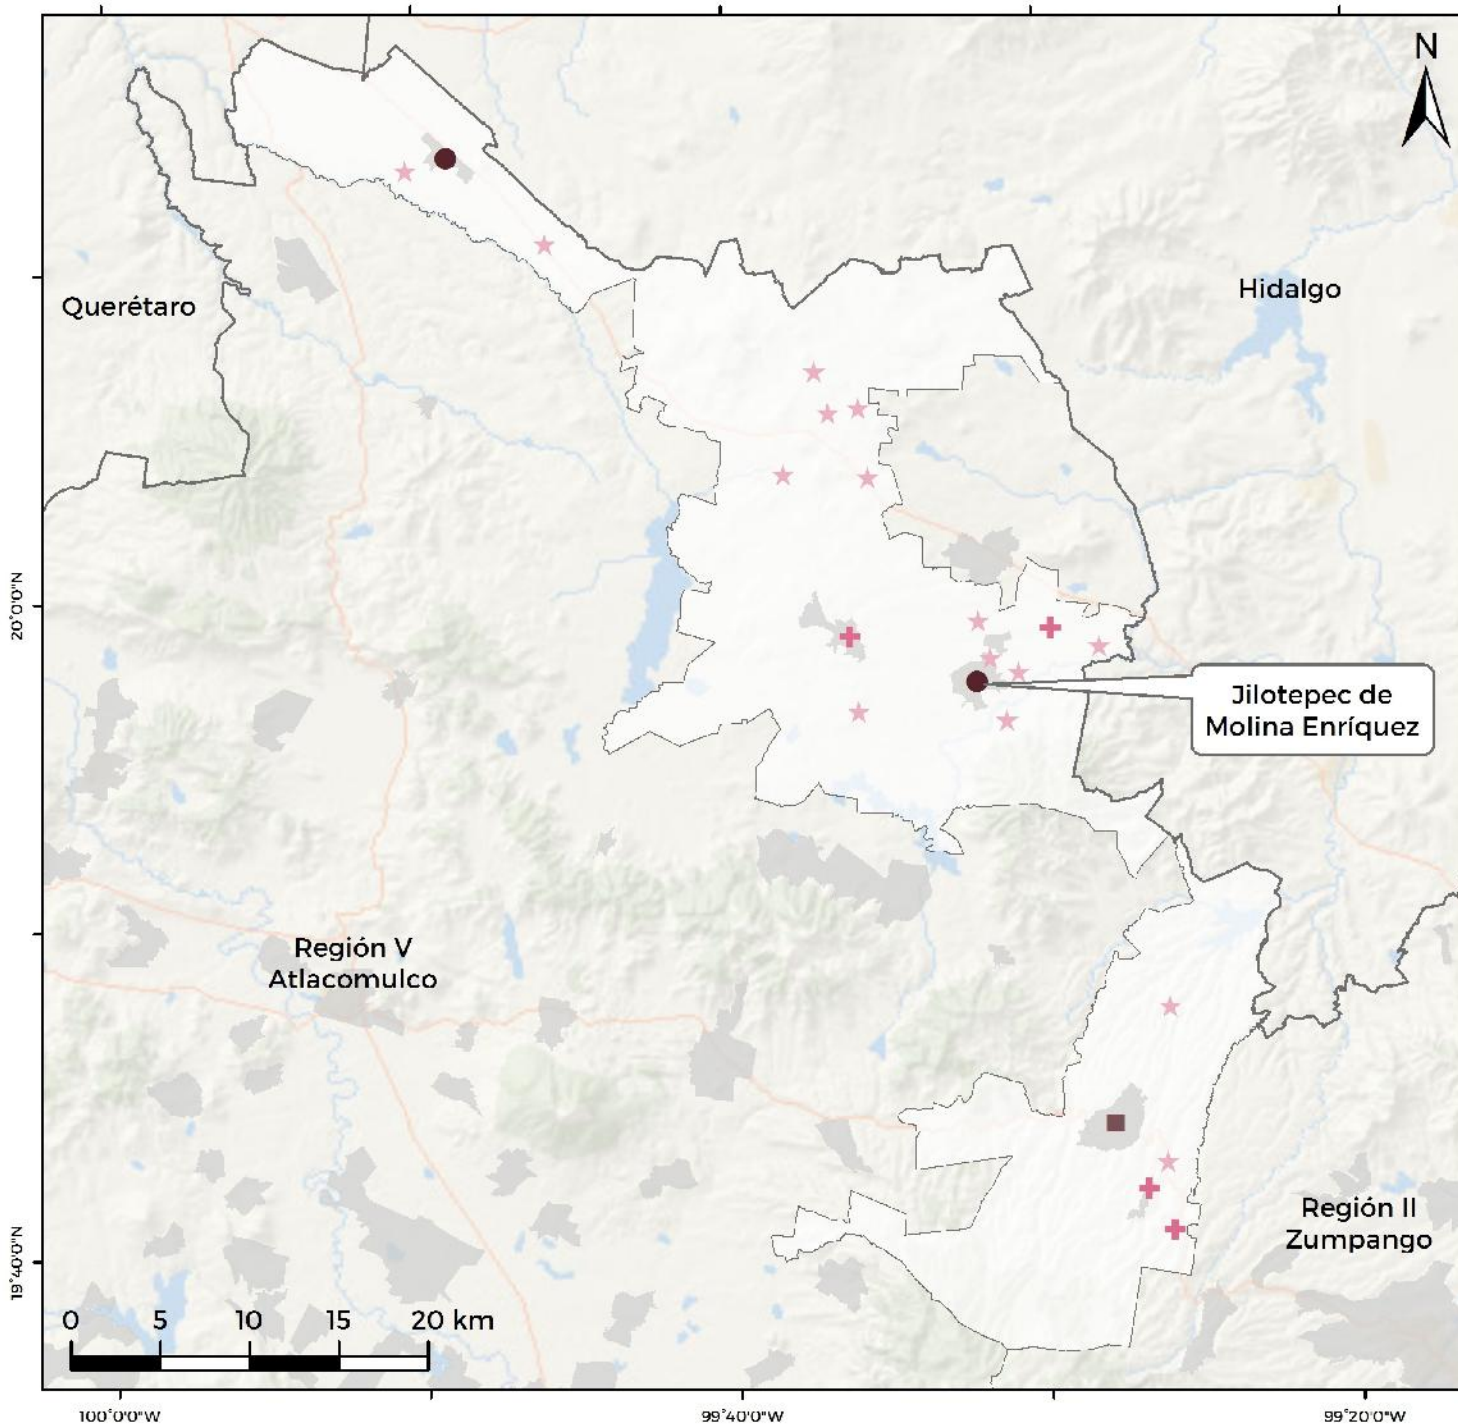 N
Hidalgo
Querétaro
20°0'0"N
Jilotepec de
Molina Enríquez
Región V
Atlacomulco
Región II
Zumpango
19°40'0"N
0 5 10 15 20 km
100°0'0"W 99°40'0"W 99°20'0"W